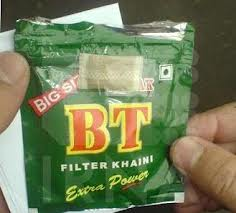 BIG
BT
FILTER KHAINI
Extra Power